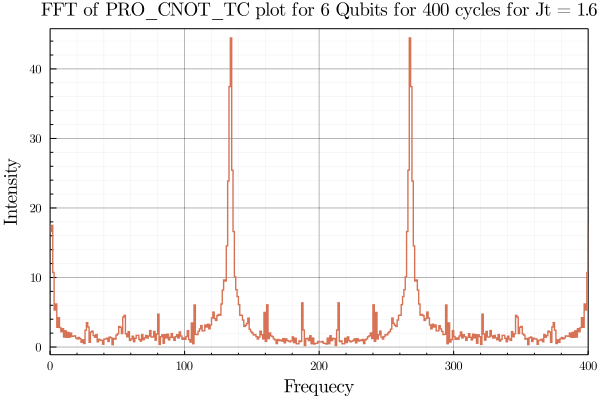 FFT of PRO_CNOT_TC plot for 6 Qubits for 400 cycles for Jt = 1.6
Intensity
40
30
20
10
0
0 100 200 300 400
Frequecy